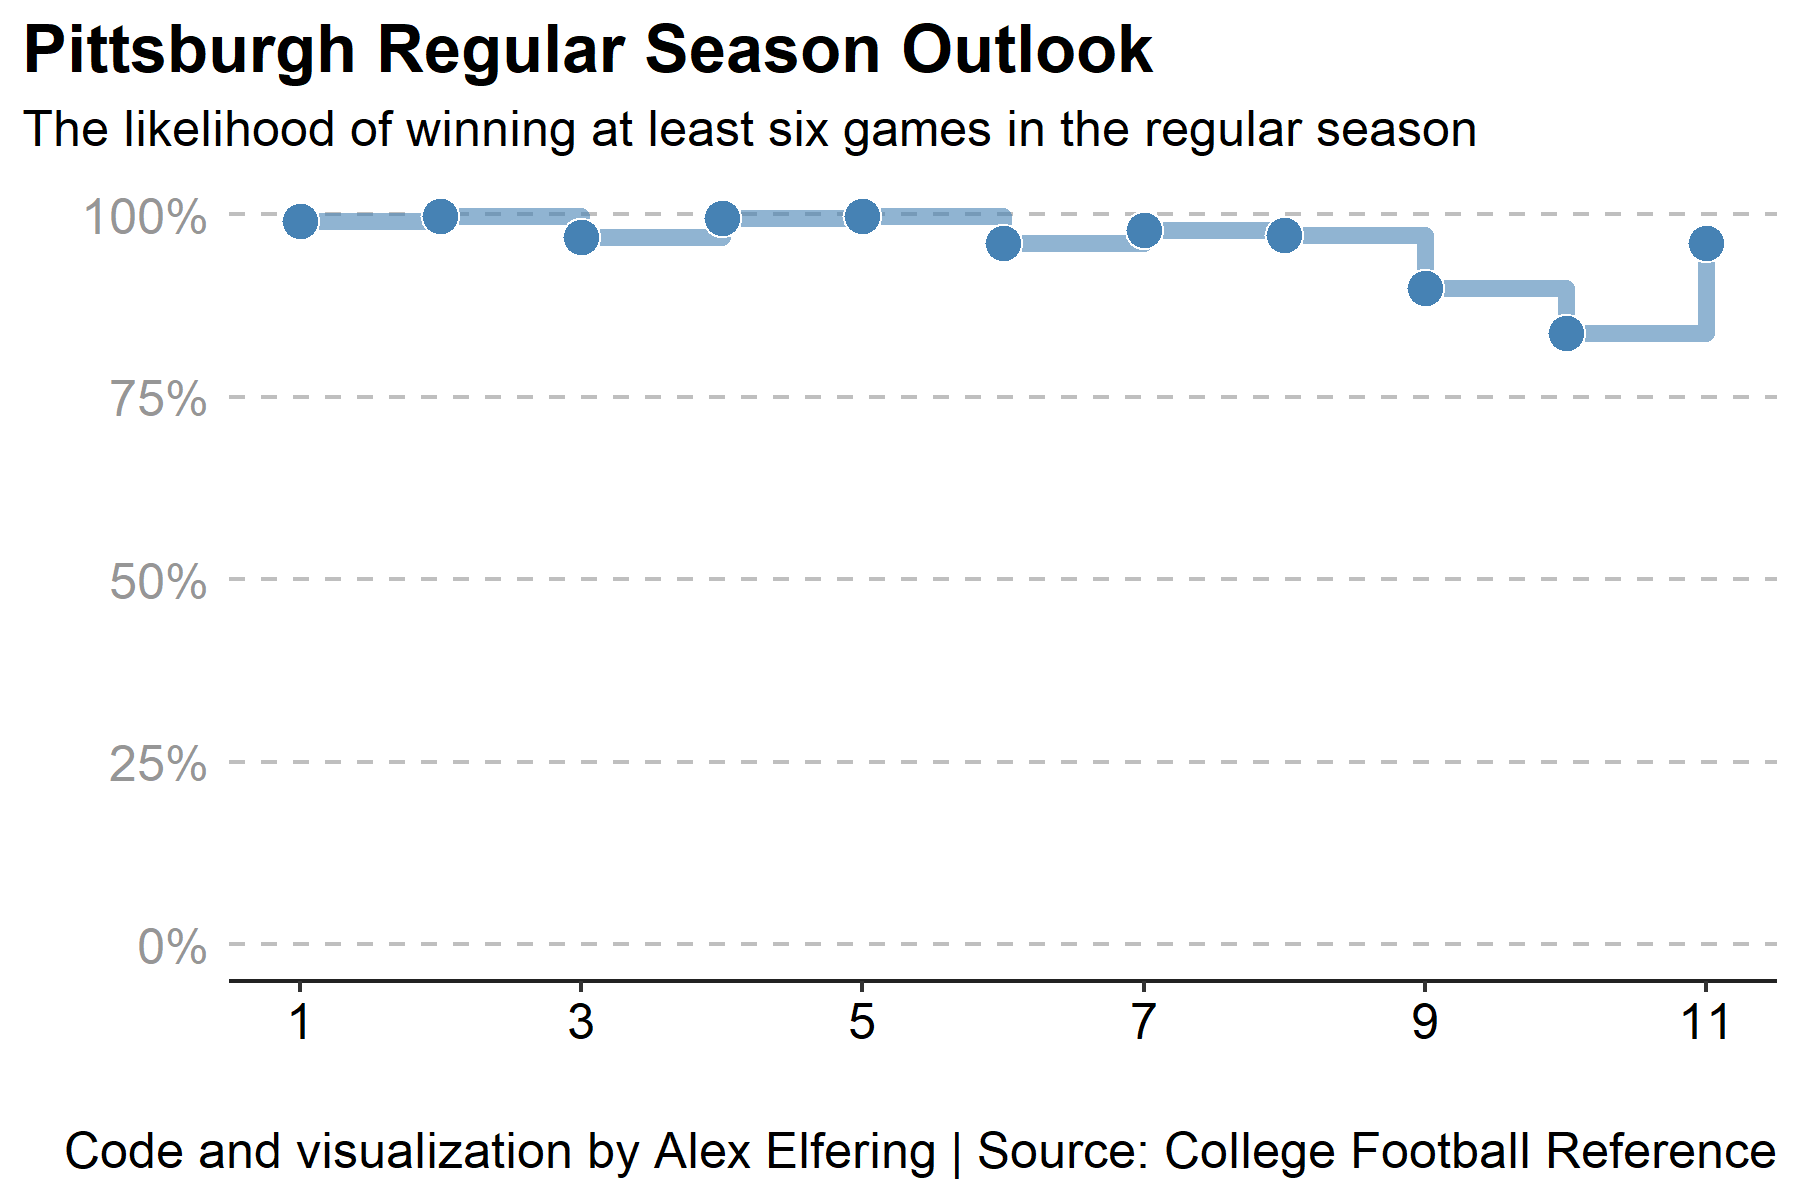 Pittsburgh Regular Season Outlook
The likelihood of winning at least six games in the regular season
100%
75%
50%
25%
0%
1 3 5 7 9 11
Code and visualization by Alex Elfering | Source: College Football Reference